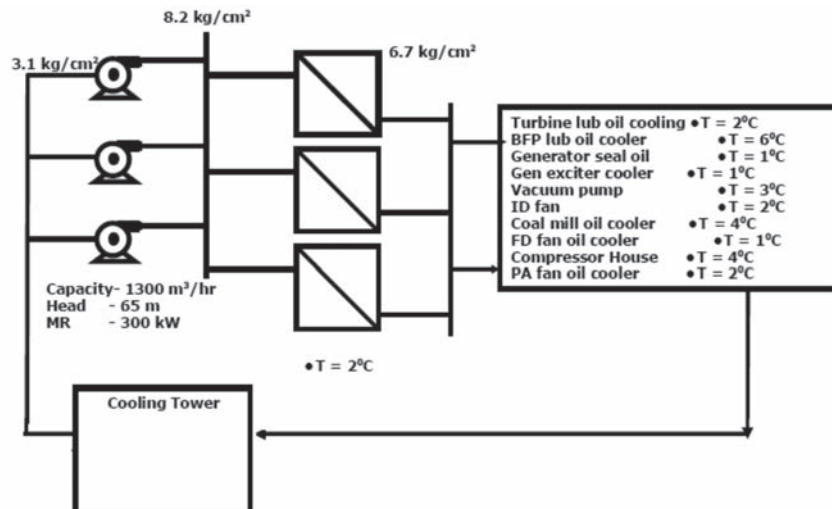 8.2 kg/cm²
3.1 kg/cm²
6.7 kg/cm²
Turbine lub oil cooling •T = 2⁰C
BFP lub oil cooler •T = 6⁰C
Generator seal oil •T = 1⁰C
Gen exciter cooler •T = 1⁰C
Vacuum pump •T = 3⁰C
ID fan •T = 2⁰C
Coal mill oil cooler •T = 4⁰C
FD fan oil cooler •T = 1⁰C
Compressor House •T = 4⁰C
PA fan oil cooler •T = 2⁰C
Capacity- 1300 m³/hr
Head - 65 m
MR - 300 kW
•T = 2⁰C
Cooling Tower